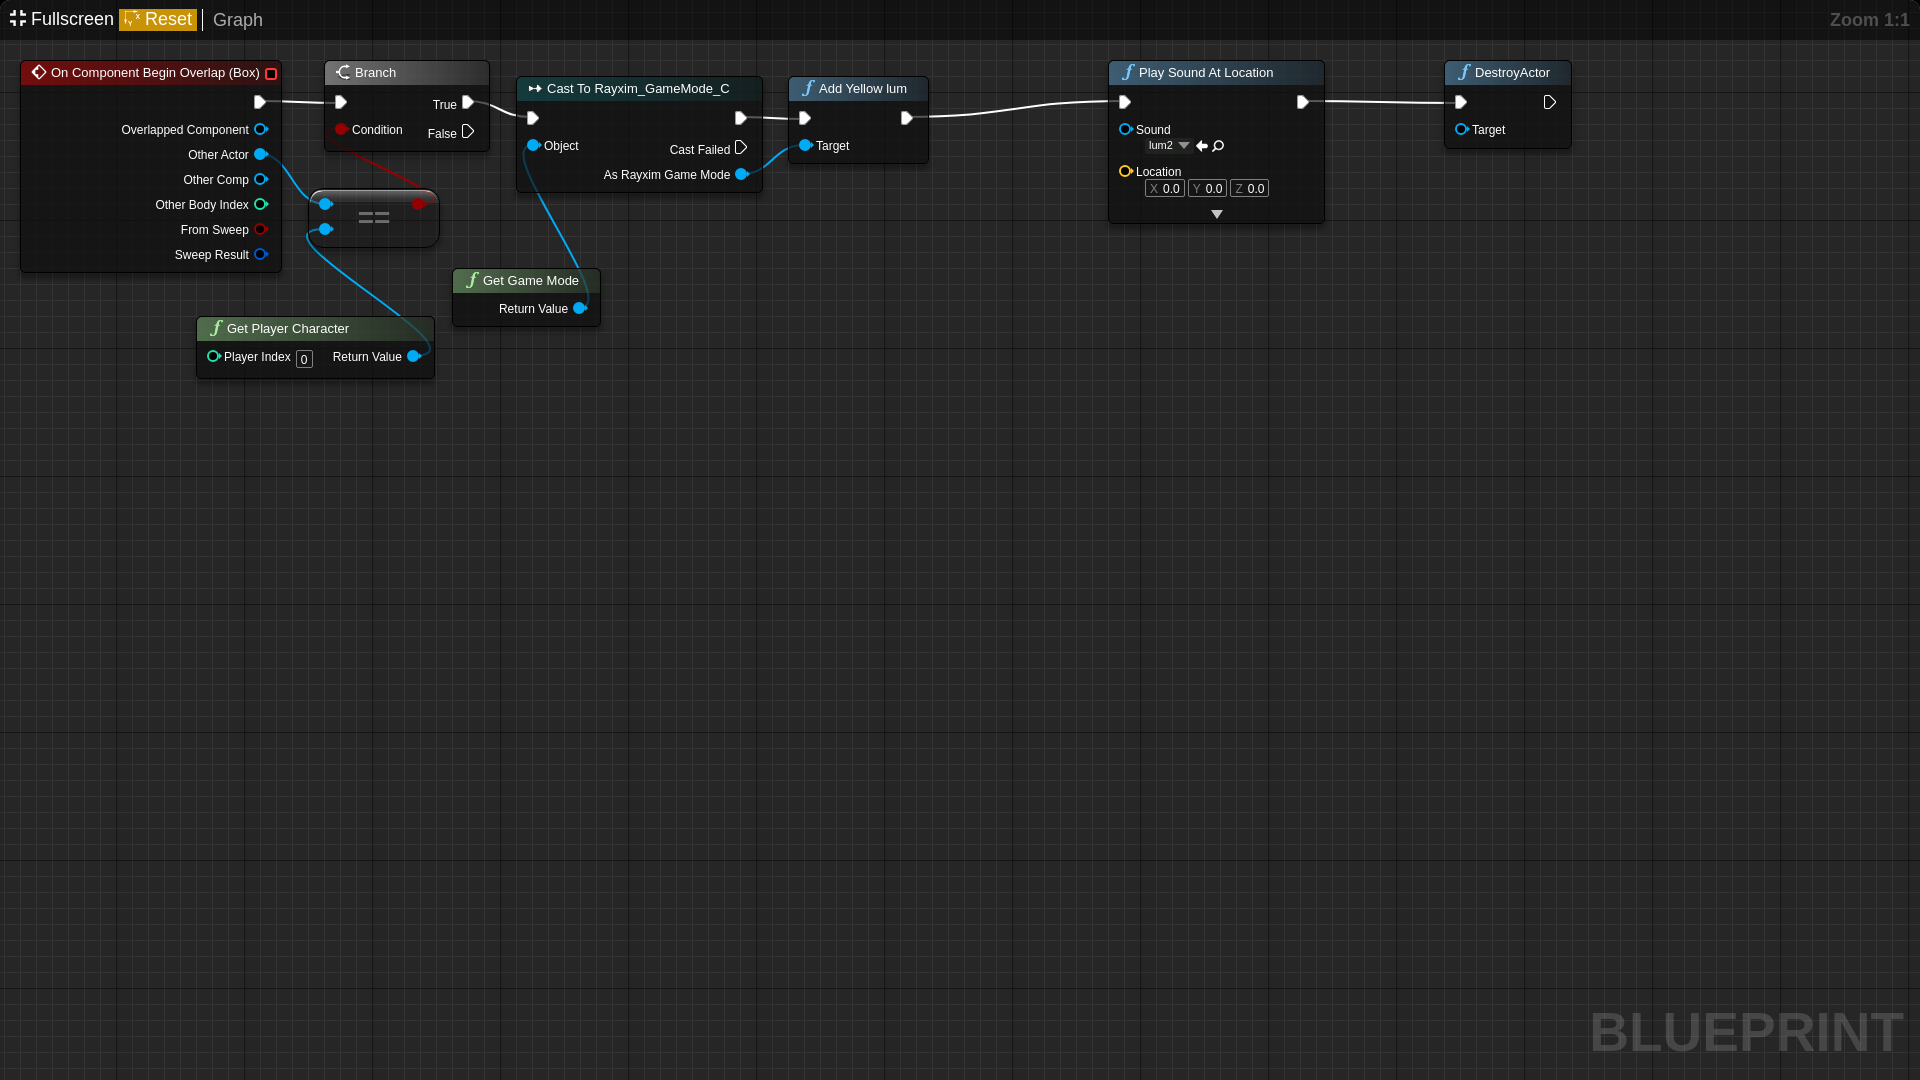 Fullscreen Reset Graph Zoom 1:1
On Component Begin Overlap (Box)
Overlapped Component
Other Actor
Other Comp
Other Body Index
From Sweep
Sweep Result
Branch
True
Condition
False
==
Get Player Character
Player Index 0 Return Value
Get Game Mode
Return Value
Cast To Rayxim_GameMode_C
Object
Cast Failed
As Rayxim Game Mode
Add Yellow lum
Target
Play Sound At Location
Sound
lum2
Location
X 0.0 Y 0.0 Z 0.0
DestroyActor
Target
BLUEPRINT